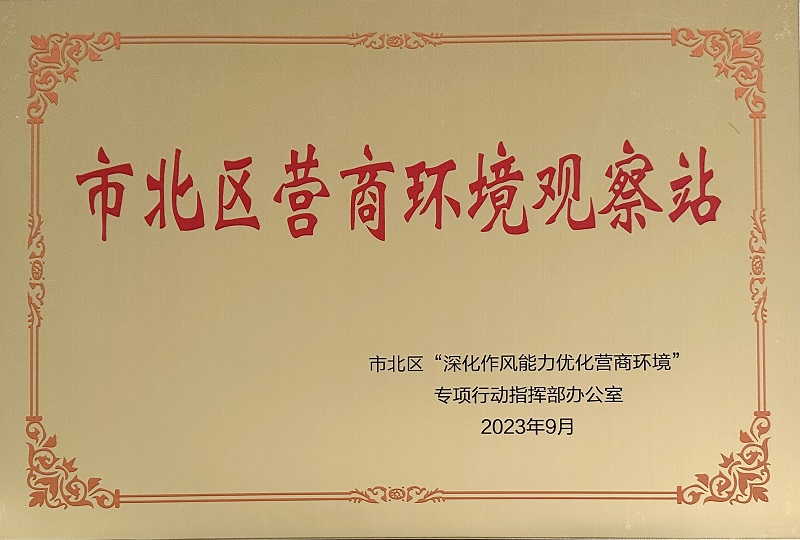 市北区营商环境观察站
市北区“深化作风能力优化营商环境”
专项行动指挥部办公室
2023年9月